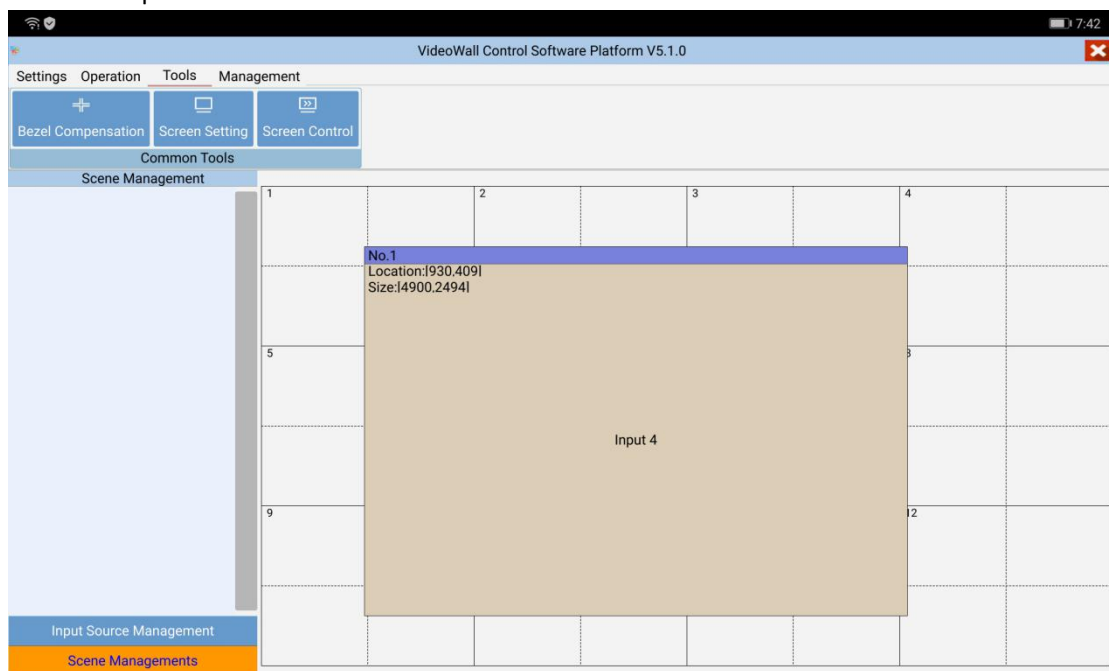 7:42
VideoWall Control Software Platform V5.1.0
Settings Operation Tools Management
Bezel Compensation Screen Setting Screen Control
Common Tools
Scene Management
1 2 3 4
No.1
Location:|930,409|
Size:|4900,2494|
5
Input 4
9 12
Input Source Management
Scene Managements